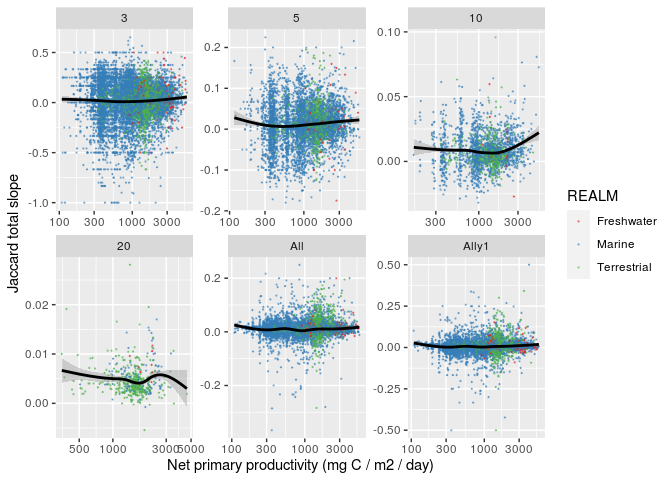 3 5 10
0.5
0.0
-0.5
-1.0
0.2
0.1
0.0
-0.1
-0.2
0.10
0.05
0.00
100 300 1000 3000
100 300 1000 3000
300 1000 3000
20 All Ally1
0.02
0.01
0.00
0.2
0.0
-0.2
0.50
0.25
0.00
-0.25
-0.50
500 1000 30005000
100 300 1000 3000
100 300 1000 3000
Net primary productivity (mg C / m2 / day)
Jaccard total slope
REALM
Freshwater
Marine
Terrestrial